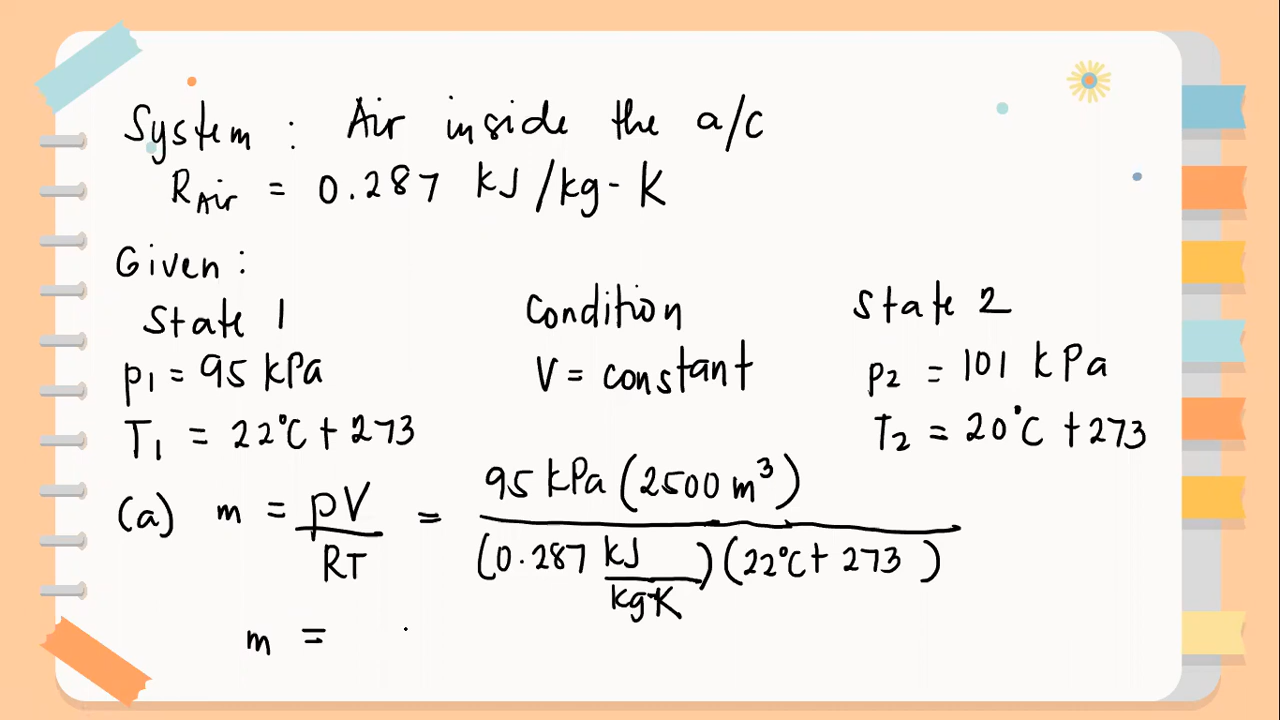 System : Air inside the a/c
R Air = 0.287 kJ/kg-K
Given :
State 1 Condition State 2
p1 = 95 kPa V = constant p2 = 101 kPa
T1 = 22°C + 273 T2 = 20°C + 273
(a) m = pV/RT = 95 kPa (2500 m³) / (0.287 kJ/kg·K)(22°C + 273)
m =